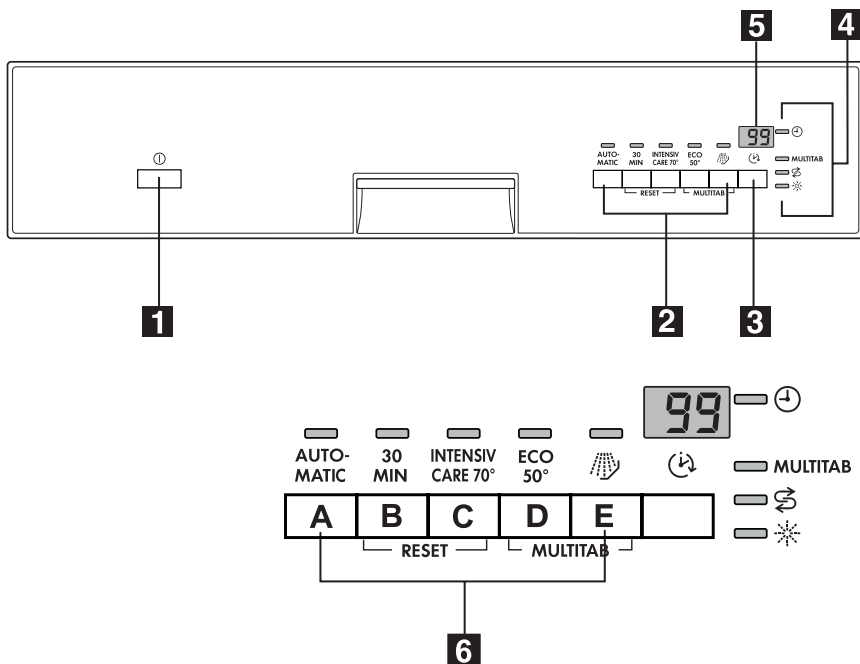 5
4
99
AUTO-
MATIC
30
MIN
INTENSIV
CARE 70°
ECO
50°
MULTITAB
RESET
MULTITAB
1
2
3
99
AUTO-
MATIC
30
MIN
INTENSIV
CARE 70°
ECO
50°
MULTITAB
A B C D E
RESET
MULTITAB
6